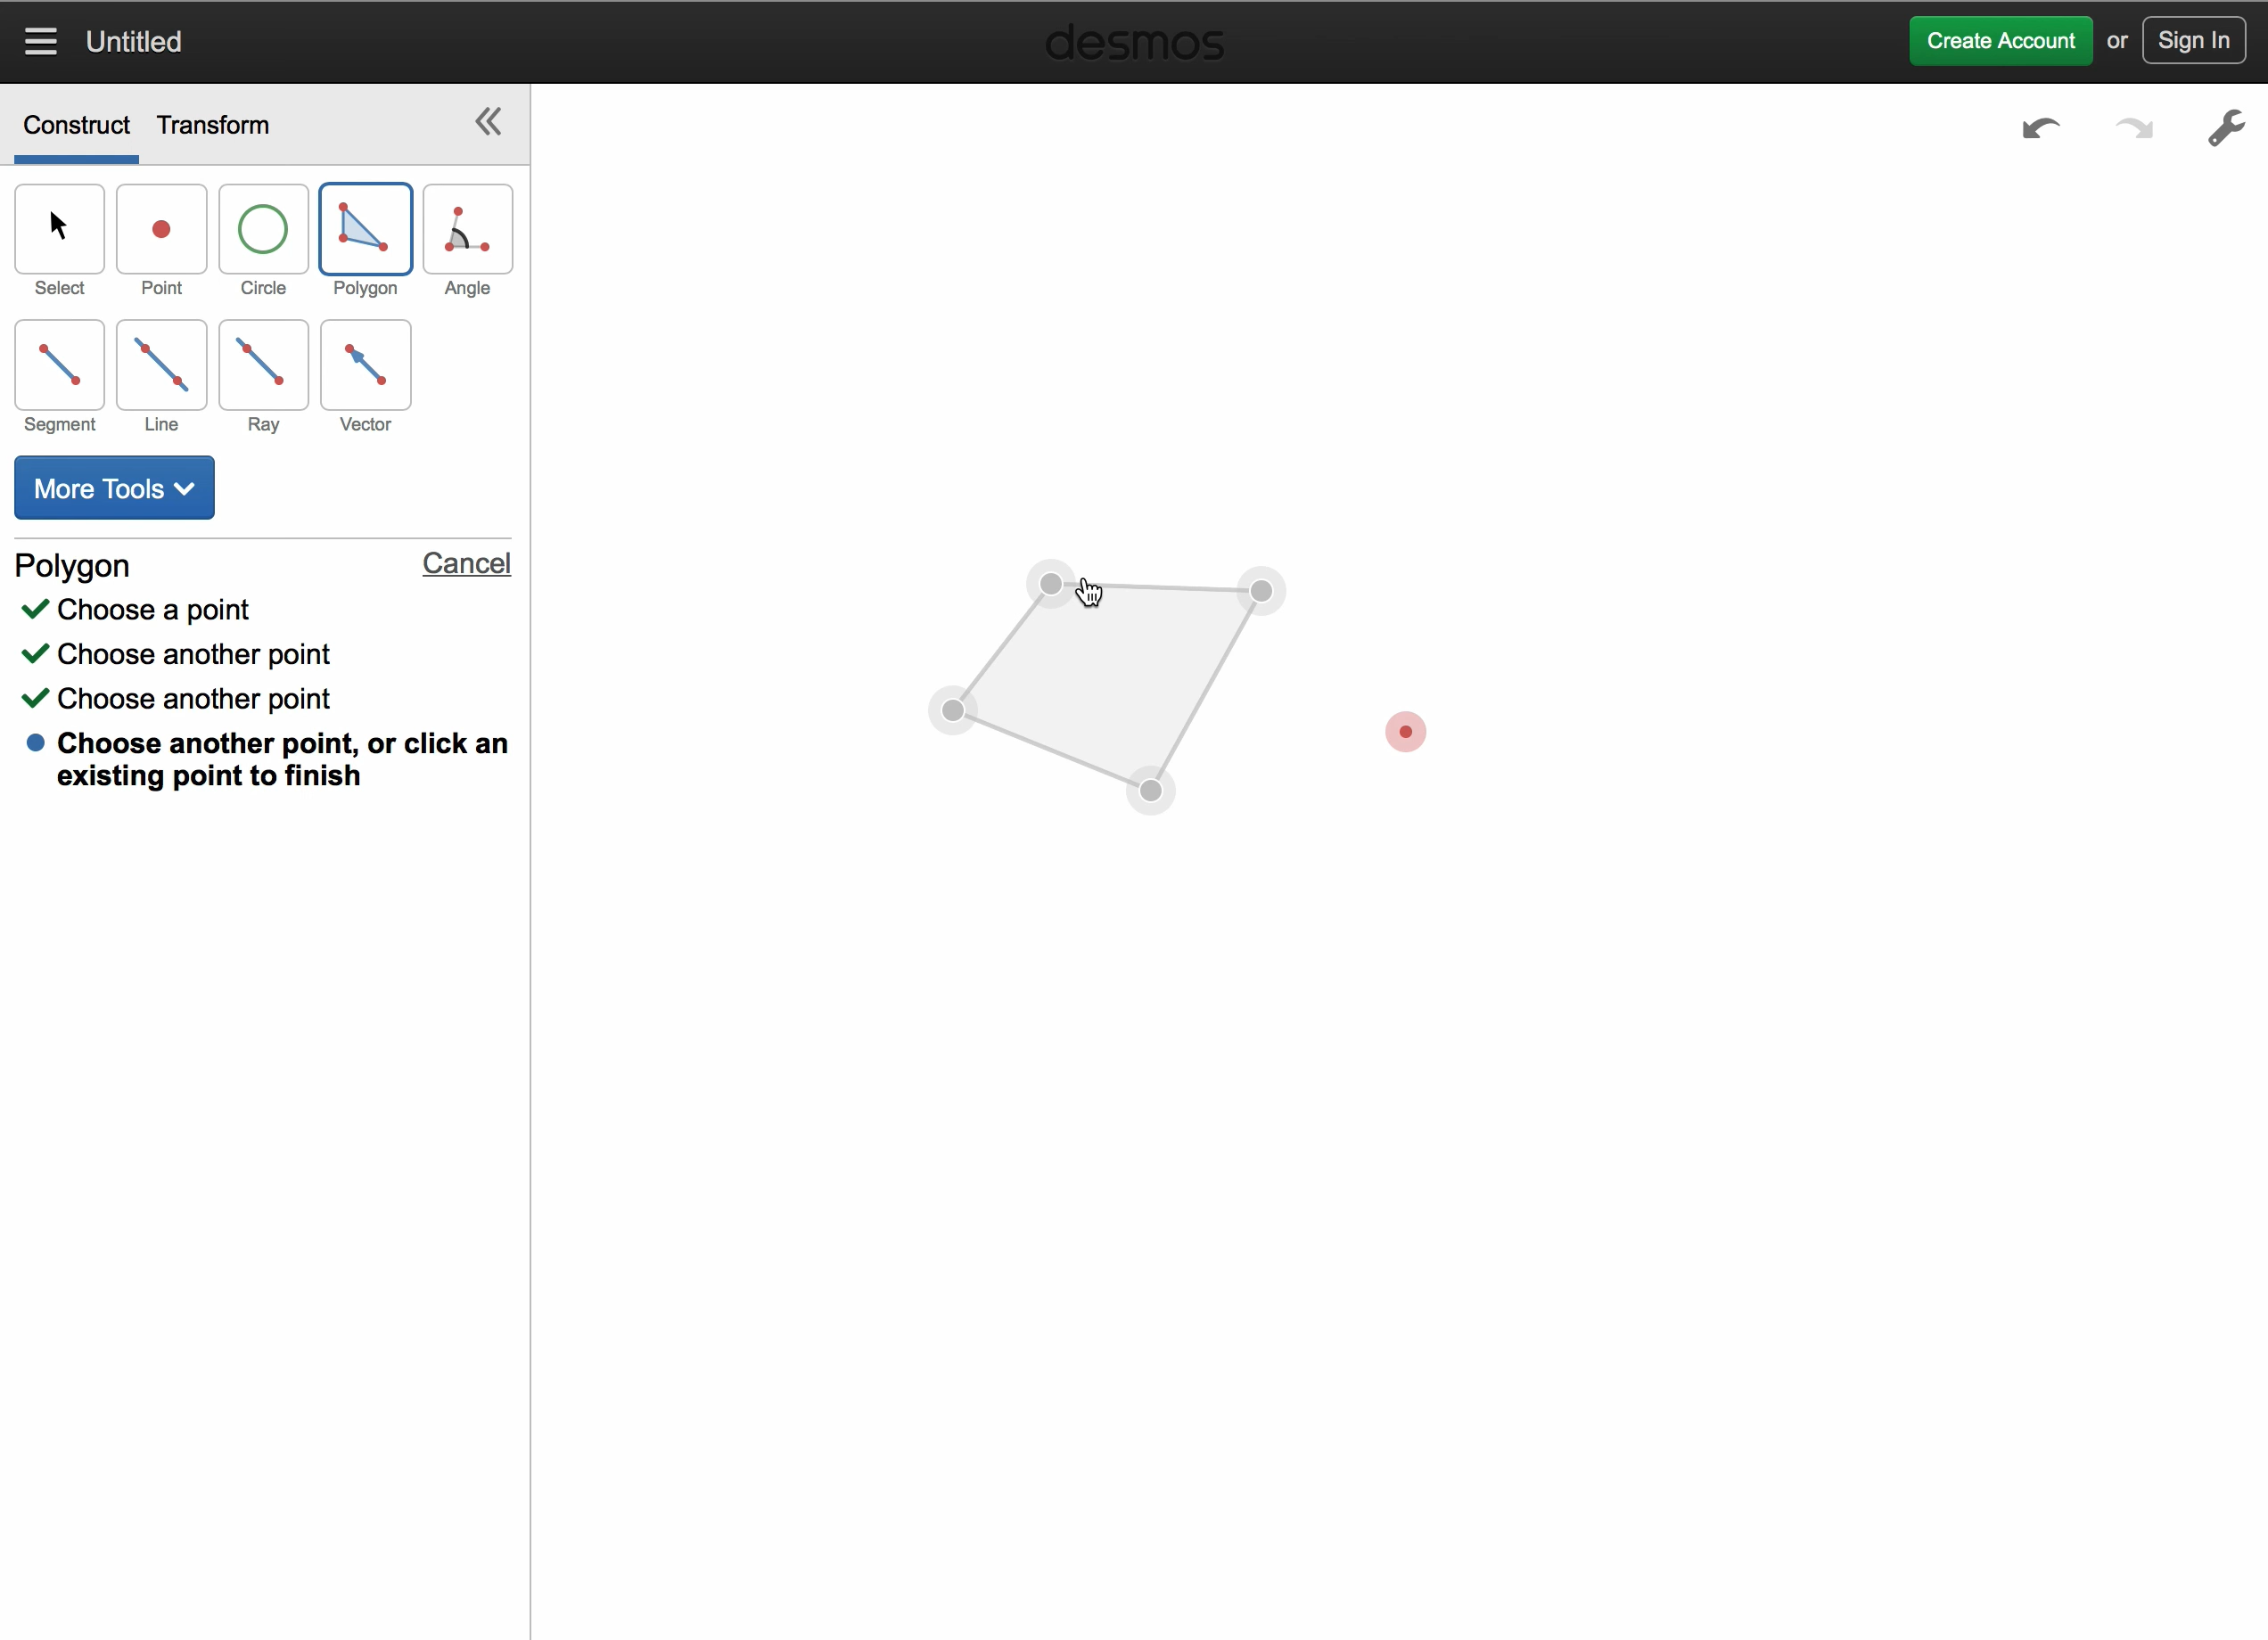 Untitled
desmos
Create Account or Sign In
Construct Transform
Select Point Circle Polygon Angle
Segment Line Ray Vector
More Tools
Polygon Cancel
Choose a point
Choose another point
Choose another point
Choose another point, or click an
existing point to finish